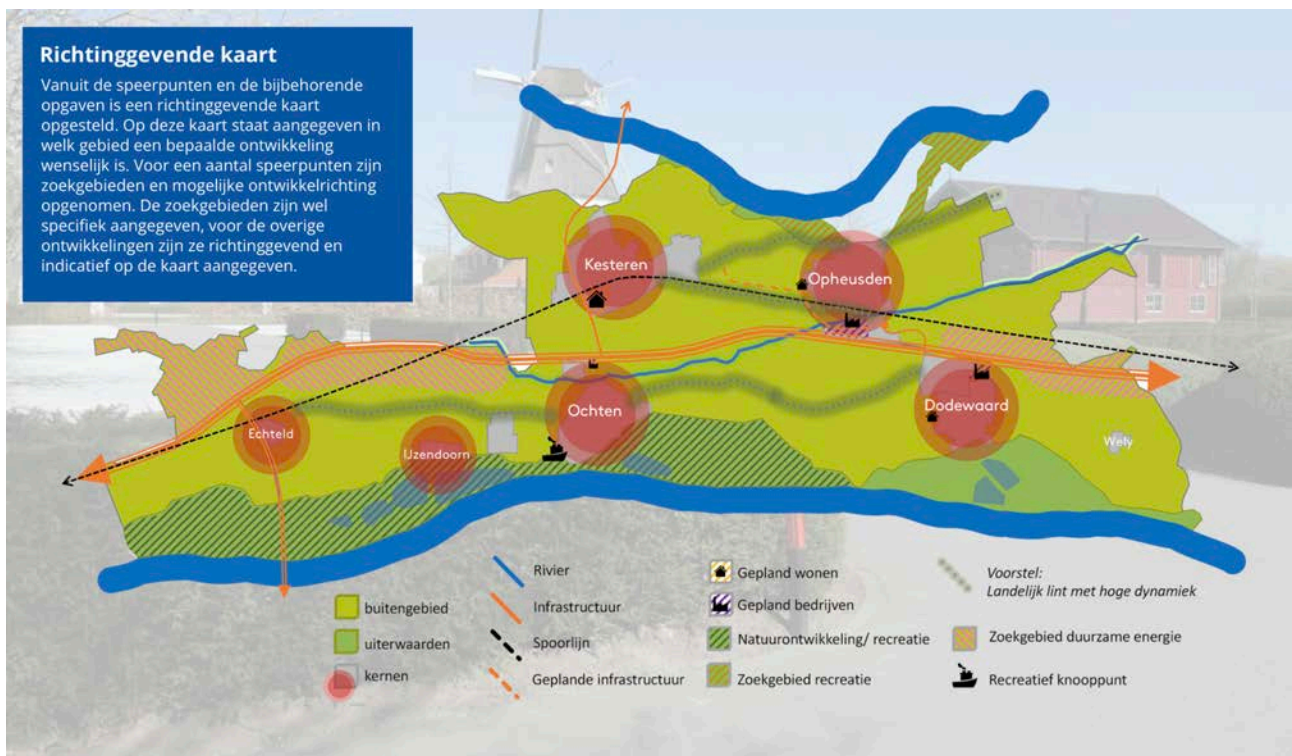 Richtinggevende kaart
Vanuit de speerpunten en de bijbehorende
opgaven is een richtinggevende kaart
opgesteld. Op deze kaart staat aangegeven in
welk gebied een bepaalde ontwikkeling
wenselijk is. Voor een aantal speerpunten zijn
zoekgebieden en mogelijke ontwikkelrichting
opgenomen. De zoekgebieden zijn wel
specifiek aangegeven, voor de overige
ontwikkelingen zijn ze richtinggevend en
indicatief op de kaart aangegeven.
Kesteren
Opheusden
Ochten
Dodewaard
Echteld
IJzendoorn
Wely
buitengebied
uiterwaarden
kernen
Rivier
Infrastructuur
Spoorlijn
Geplande infrastructuur
Gepland wonen
Gepland bedrijven
Natuurontwikkeling/ recreatie
Zoekgebied recreatie
Voorstel:
Landelijk lint met hoge dynamiek
Zoekgebied duurzame energie
Recreatief knooppunt